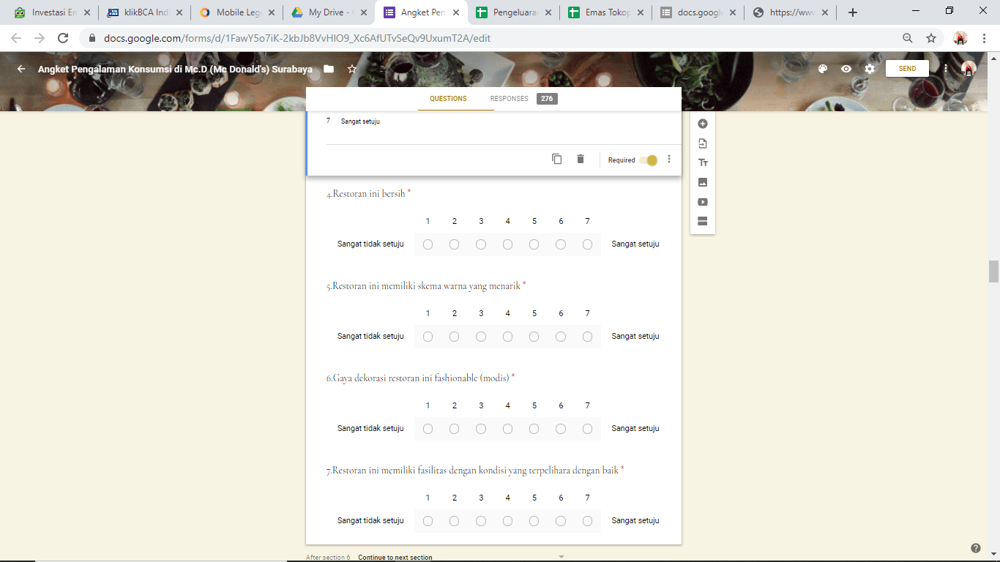 Investasi En
klikBCA Ind
Mobile Leg
My Drive -
Angket Pen
Pengeluara
Emas Tokop
docs.google
https://www
docs.google.com/forms/d/1FawY5o7iK-2kbJb8VvHIO9_Xc6AfUTvSeQv9UxumT2A/edit
Angket Pengalaman Konsumsi di Mc.D (Mc Donald's) Surabaya
SEND
QUESTIONS RESPONSES 276
7 Sangat setuju
Required
4.Restoran ini bersih *
1 2 3 4 5 6 7
Sangat tidak setuju Sangat setuju
5.Restoran ini memiliki skema warna yang menarik *
1 2 3 4 5 6 7
Sangat tidak setuju Sangat setuju
6.Gaya dekorasi restoran ini fashionable (modis) *
1 2 3 4 5 6 7
Sangat tidak setuju Sangat setuju
7.Restoran ini memiliki fasilitas dengan kondisi yang terpelihara dengan baik *
1 2 3 4 5 6 7
Sangat tidak setuju Sangat setuju
After section 6 Continue to next section